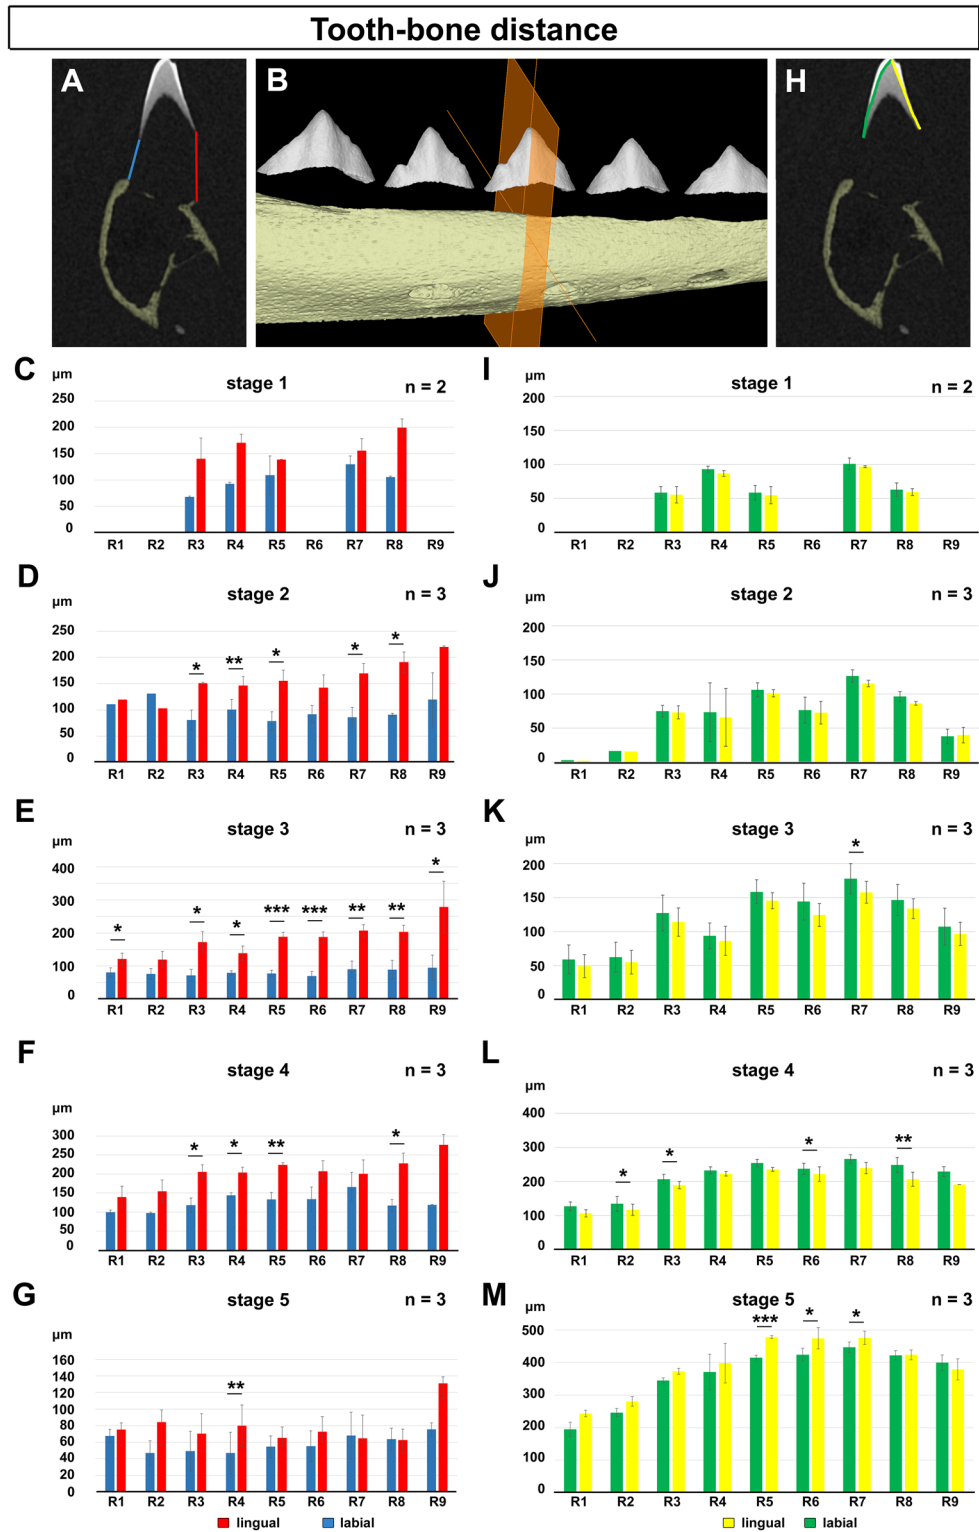 Tooth-bone distance
A
B
H
C
µm
stage 1
n = 2
250
200
150
100
50
0
R1 R2 R3 R4 R5 R6 R7 R8 R9
I
µm
stage 1
n = 2
200
150
100
50
0
R1 R2 R3 R4 R5 R6 R7 R8 R9
D
µm
stage 2
n = 3
250
200
150
100
50
0
* ** * * *
R1 R2 R3 R4 R5 R6 R7 R8 R9
J
µm
stage 2
n = 3
200
150
100
50
0
R1 R2 R3 R4 R5 R6 R7 R8 R9
E
µm
stage 3
n = 3
400
300
200
100
0
* * * *** *** ** ** *
R1 R2 R3 R4 R5 R6 R7 R8 R9
K
µm
stage 3
n = 3
200
150
100
50
0
*
R1 R2 R3 R4 R5 R6 R7 R8 R9
F
µm
stage 4
n = 3
300
250
200
150
100
50
0
* * ** *
R1 R2 R3 R4 R5 R6 R7 R8 R9
L
µm
stage 4
n = 3
400
300
200
100
0
* * * **
R1 R2 R3 R4 R5 R6 R7 R8 R9
G
µm
stage 5
n = 3
160
140
120
100
80
60
40
20
0
**
R1 R2 R3 R4 R5 R6 R7 R8 R9
lingual labial
M
µm
stage 5
n = 3
500
400
300
200
100
0
*** * *
R1 R2 R3 R4 R5 R6 R7 R8 R9
lingual labial